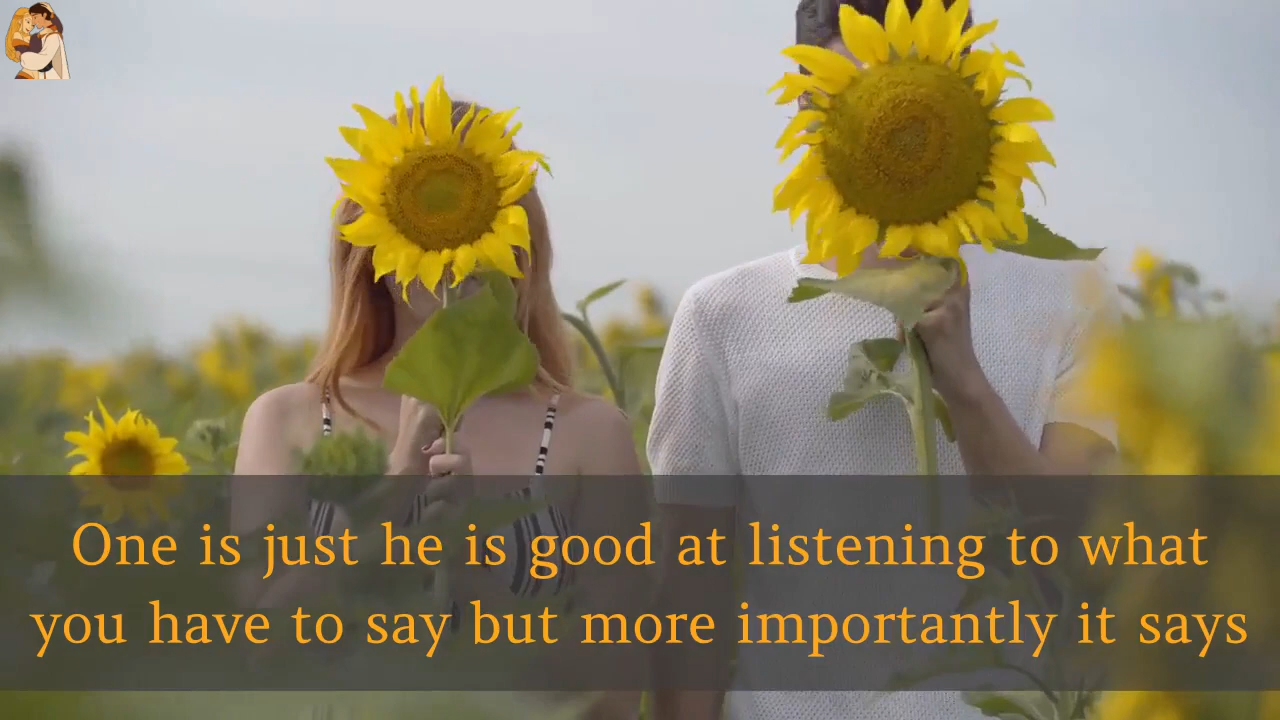 One is just he is good at listening to what
you have to say but more importantly it says